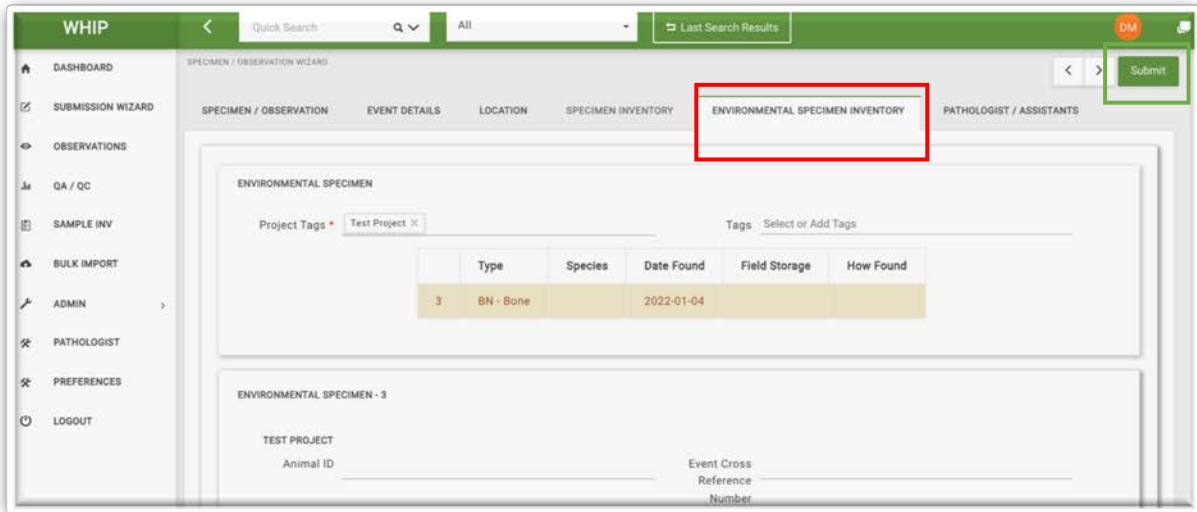 WHIP
Quick Search
All
Last Search Results
DM
DASHBOARD
SUBMISSION WIZARD
OBSERVATIONS
QA / QC
SAMPLE INV
BULK IMPORT
ADMIN
PATHOLOGIST
PREFERENCES
LOGOUT
SPECIMEN / OBSERVATION WIZARD
Submit
SPECIMEN / OBSERVATION EVENT DETAILS LOCATION SPECIMEN INVENTORY ENVIRONMENTAL SPECIMEN INVENTORY PATHOLOGIST / ASSISTANTS
ENVIRONMENTAL SPECIMEN
Project Tags * Test Project × Tags Select or Add Tags
Type Species Date Found Field Storage How Found
3 BN - Bone 2022-01-04
ENVIRONMENTAL SPECIMEN - 3
TEST PROJECT
Animal ID Event Cross
Reference
Number